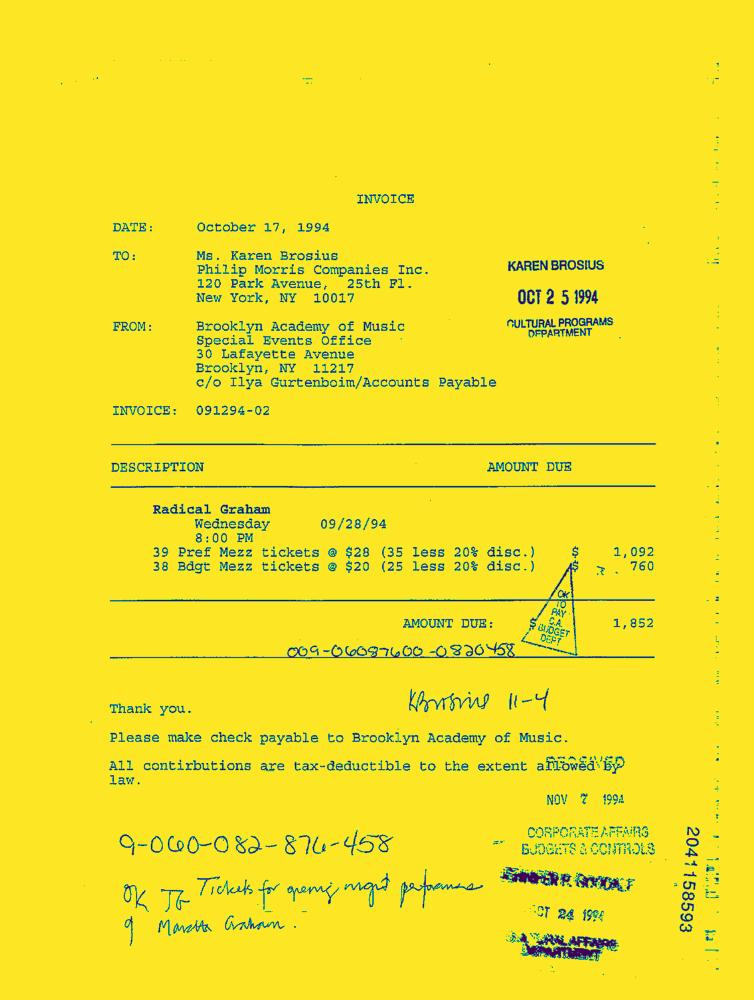 INVOICE
DATE: October 17, 1994
TO: Ms. Karen Brosius
Philip Morris Companies Inc.
120 Park Avenue, 25th Fl.
New York, NY 10017
KAREN BROSIUS
OCT 25 1994
CULTURAL PROGRAMS
DEPARTMENT
FROM: Brooklyn Academy of Music
Special Events Office
30 Lafayette Avenue
Brooklyn, NY 11217
c/o Ilya Gurtenboim/Accounts Payable
INVOICE: 091294-02
DESCRIPTION AMOUNT DUE
Radical Graham
Wednesday 09/28/94
8:00 PM
39 Pref Mezz tickets @ $28 (35 less 20% disc.) $ 1,092
38 Bdgt Mezz tickets @ $20 (25 less 20% disc.) $ 760
OK
TO
PAY
C.A.
BUDGET
DEPT
AMOUNT DUE: $ 1,852
009-06087600-0820458
KBrosius 11-4
Thank you.
Please make check payable to Brooklyn Academy of Music.
All contirbutions are tax-deductible to the extent allowed by
law.
RECEIVED
NOV 7 1994
CORPORATE AFFAIRS
BUDGETS & CONTROLS
9-060-082-876-458
OK Tickets for opening night performance
of Martha Graham.
OCT 24 1994
AFFAIRS
DEPARTMENT
2041158593